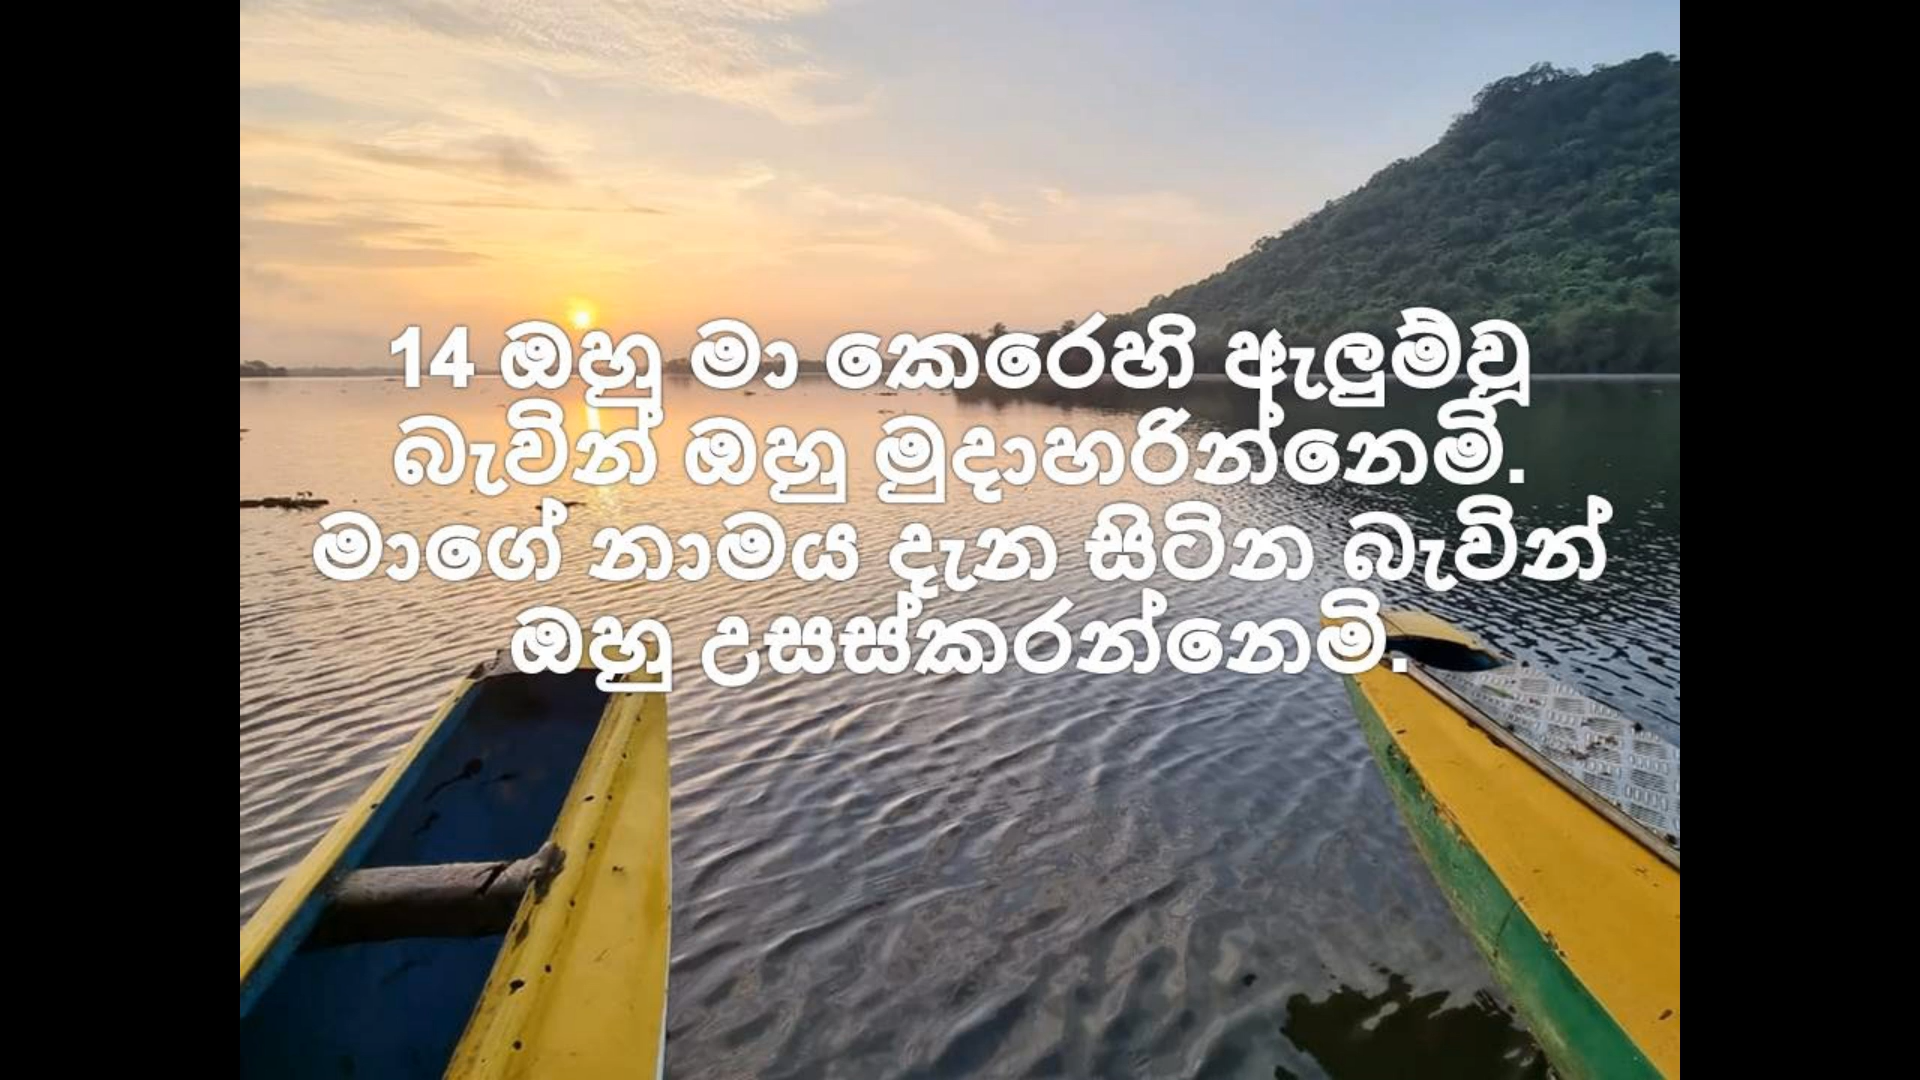 14 ඔහු මා කෙරෙහි ඇලුම්වූ
බැවින් ඔහු මුදාහරින්නෙමි.
මාගේ නාමය දැන සිටින බැවින්
ඔහු උසස්කරන්නෙමි.